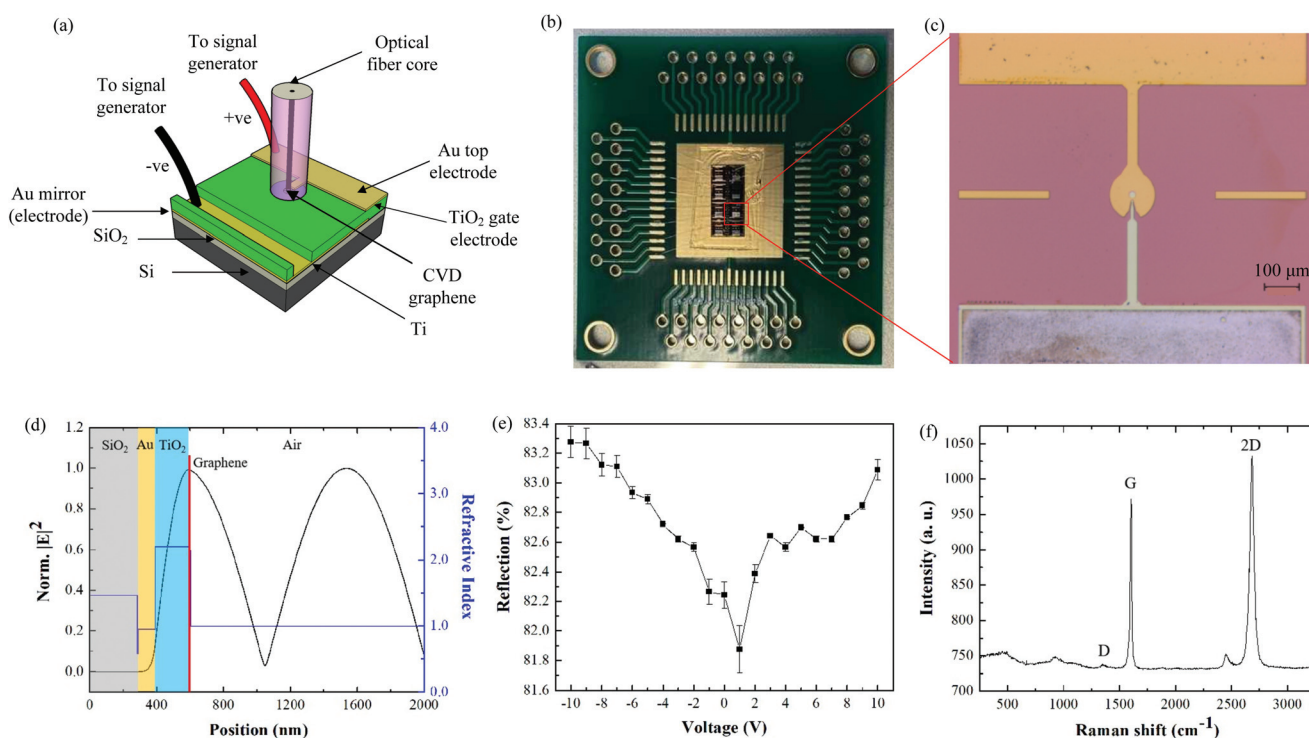 (a)
To signal
generator
To signal
generator
Optical
fiber core
+ve
-ve
Au top
electrode
Au mirror
(electrode)
TiO2 gate
electrode
SiO2
Si
CVD
graphene
Ti
(b)
(c)
100 μm
(d)
SiO2 Au TiO2 Air
Graphene
Norm. |E|²
1.2
1.0
0.8
0.6
0.4
0.2
0.0
4.0
3.0
2.0
1.0
0.0
Refractive Index
0 400 800 1200 1600 2000
Position (nm)
(e)
Reflection (%)
83.4
83.2
83.0
82.8
82.6
82.4
82.2
82.0
81.8
81.6
-10 -8 -6 -4 -2 0 2 4 6 8 10
Voltage (V)
(f)
Intensity (a. u.)
1050
1000
950
900
850
800
750
700
D
G
2D
500 1000 1500 2000 2500 3000
Raman shift (cm⁻¹)